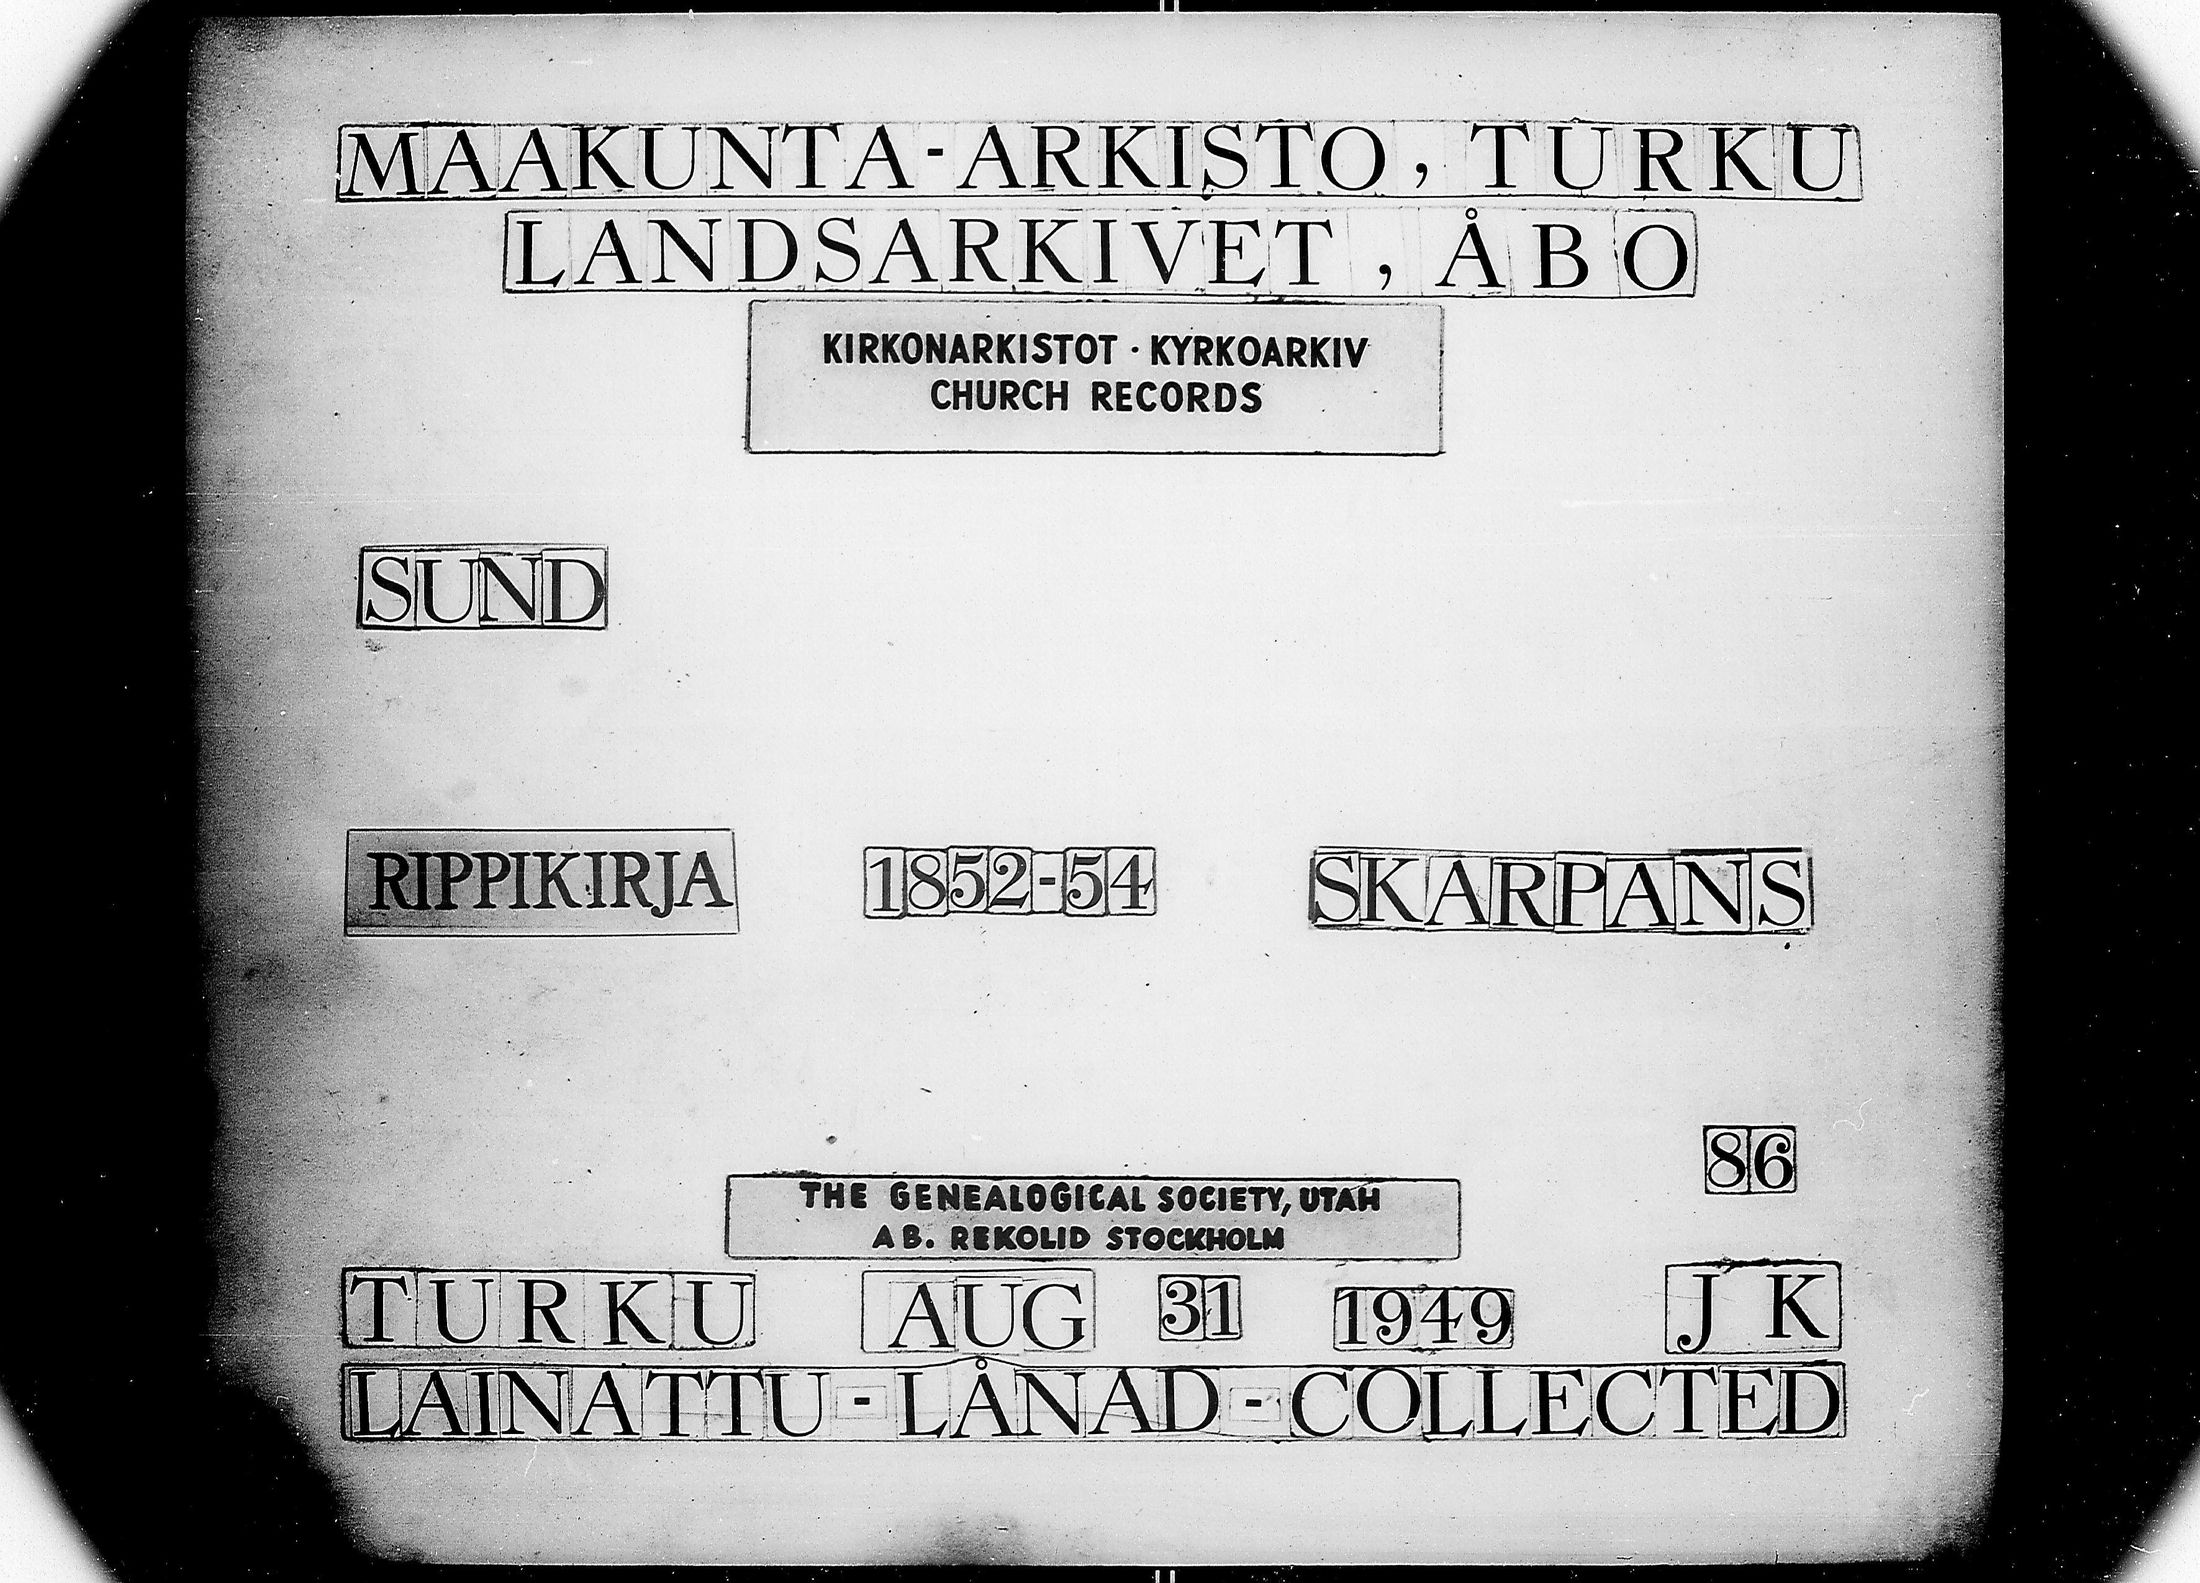 MAAKUNTA-ARKISTO, TURKU
LANDSARKIVET, ÅBO
KIRKONARKISTOT · KYRKOARKIV
CHURCH RECORDS
SUND
RIPPIKIRJA 1852-54 SKARPANS
86
THE GENEALOGICAL SOCIETY, UTAH
AB. REKOLID STOCKHOLM
TURKU AUG 31 1949 J K
LAINATTU - LÅNAD - COLLECTED